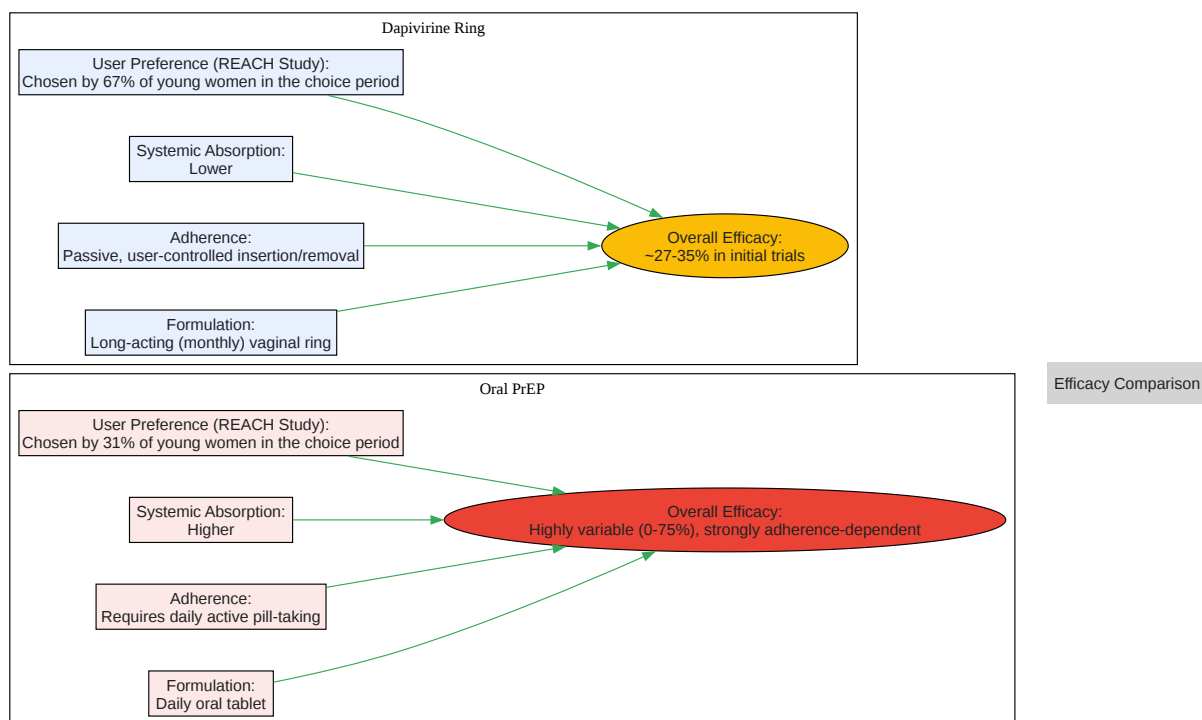 Dapivirine Ring
User Preference (REACH Study):
Chosen by 67% of young women in the choice period
Systemic Absorption:
Lower
Adherence:
Passive, user-controlled insertion/removal
Formulation:
Long-acting (monthly) vaginal ring
Overall Efficacy:
~27-35% in initial trials
Oral PrEP
User Preference (REACH Study):
Chosen by 31% of young women in the choice period
Systemic Absorption:
Higher
Adherence:
Requires daily active pill-taking
Formulation:
Daily oral tablet
Overall Efficacy:
Highly variable (0-75%), strongly adherence-dependent
Efficacy Comparison